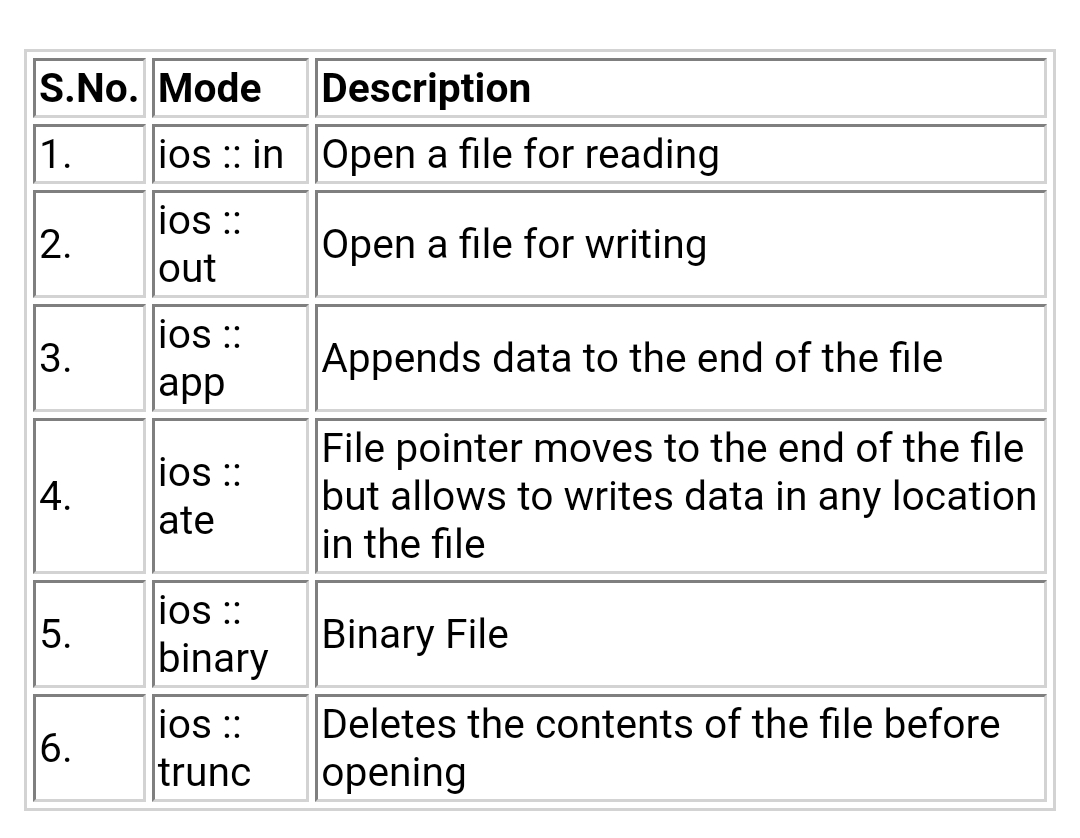 S.No. Mode Description
1. ios :: in Open a file for reading
2. ios :: out Open a file for writing
3. ios :: app Appends data to the end of the file
4. ios :: ate File pointer moves to the end of the file but allows to writes data in any location in the file
5. ios :: binary Binary File
6. ios :: trunc Deletes the contents of the file before opening